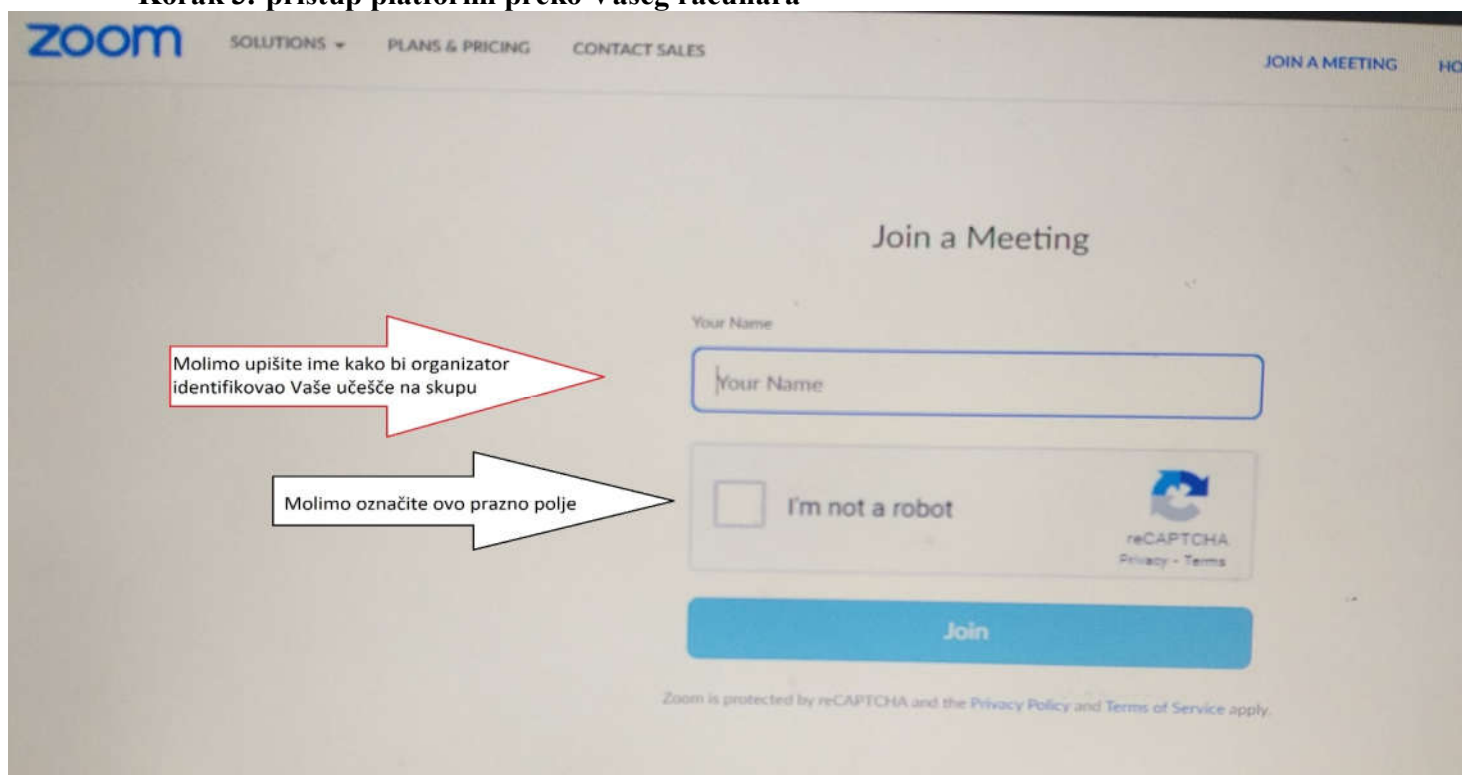 Korak 3: pristup platformi preko Vašeg računara
zoom SOLUTIONS PLANS & PRICING CONTACT SALES JOIN A MEETING HO
Join a Meeting
Your Name
Molimo upišite ime kako bi organizator
identifikovao Vaše učešče na skupu
Your Name
Molimo označite ovo prazno polje
I'm not a robot
reCAPTCHA
Privacy - Terms
Join
Zoom is protected by reCAPTCHA and the Privacy Policy and Terms of Service apply.